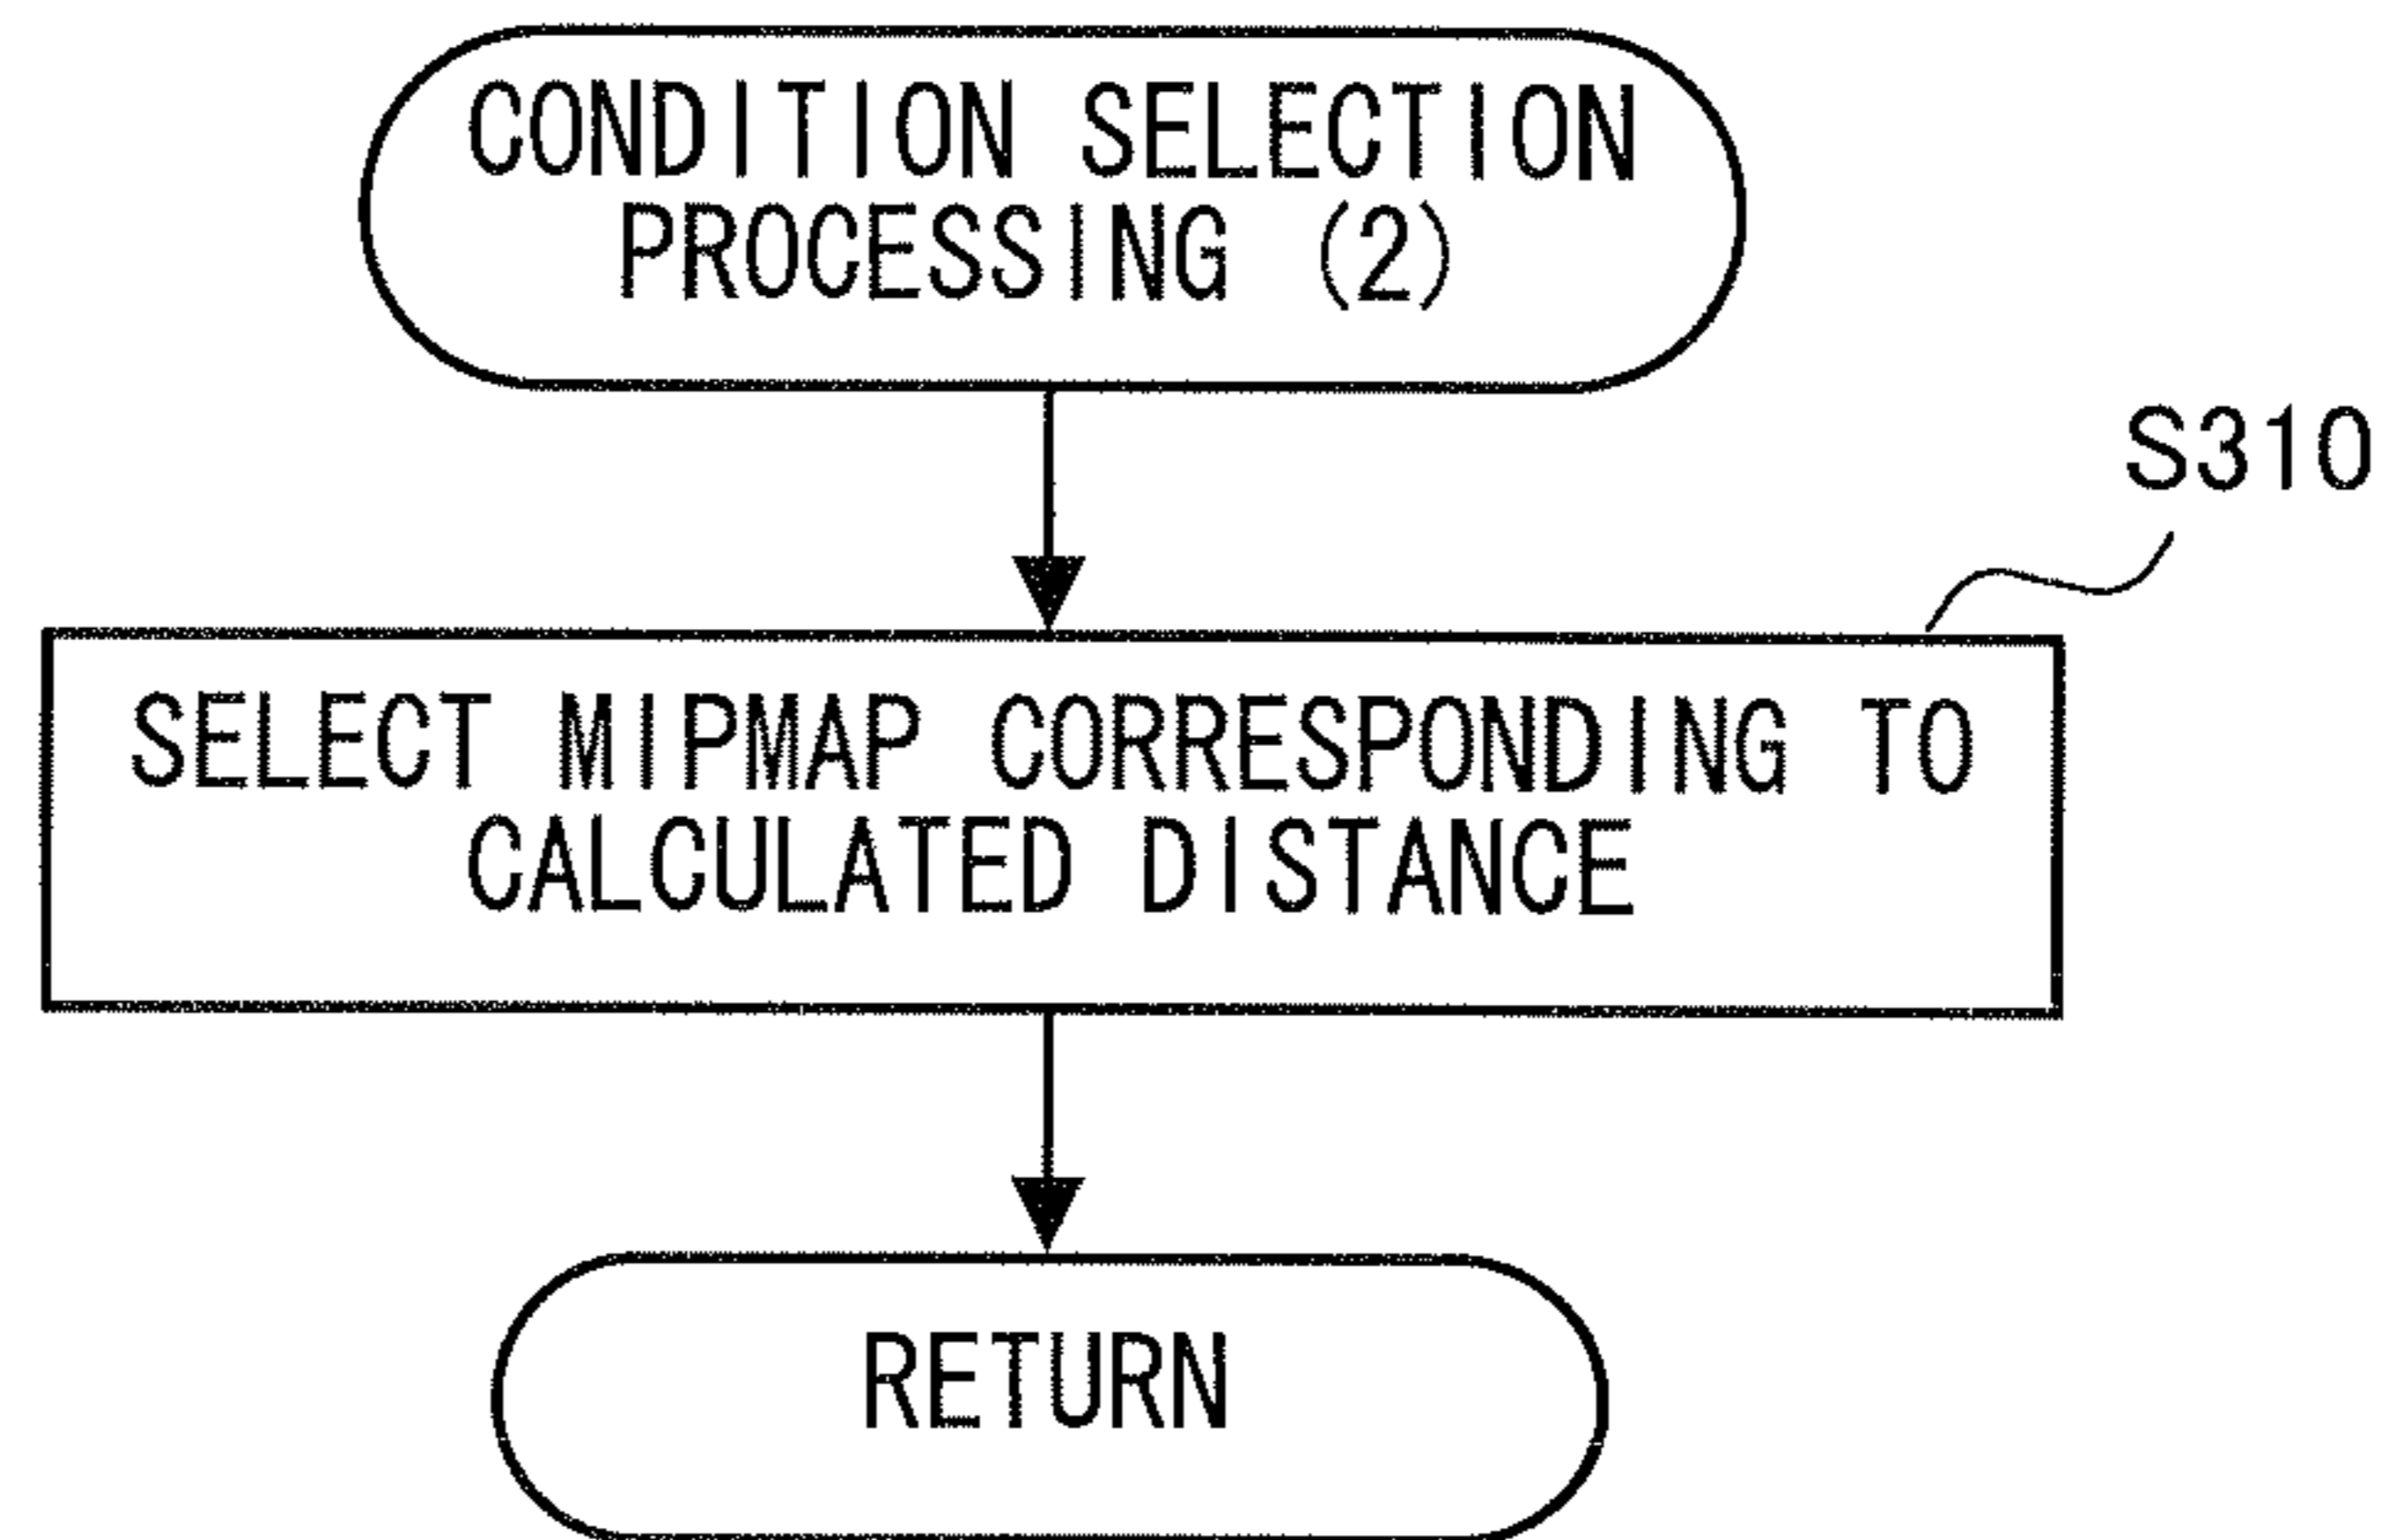 CONDITION SELECTION
PROCESSING (2)
S310
SELECT MIPMAP CORRESPONDING TO
CALCULATED DISTANCE
RETURN